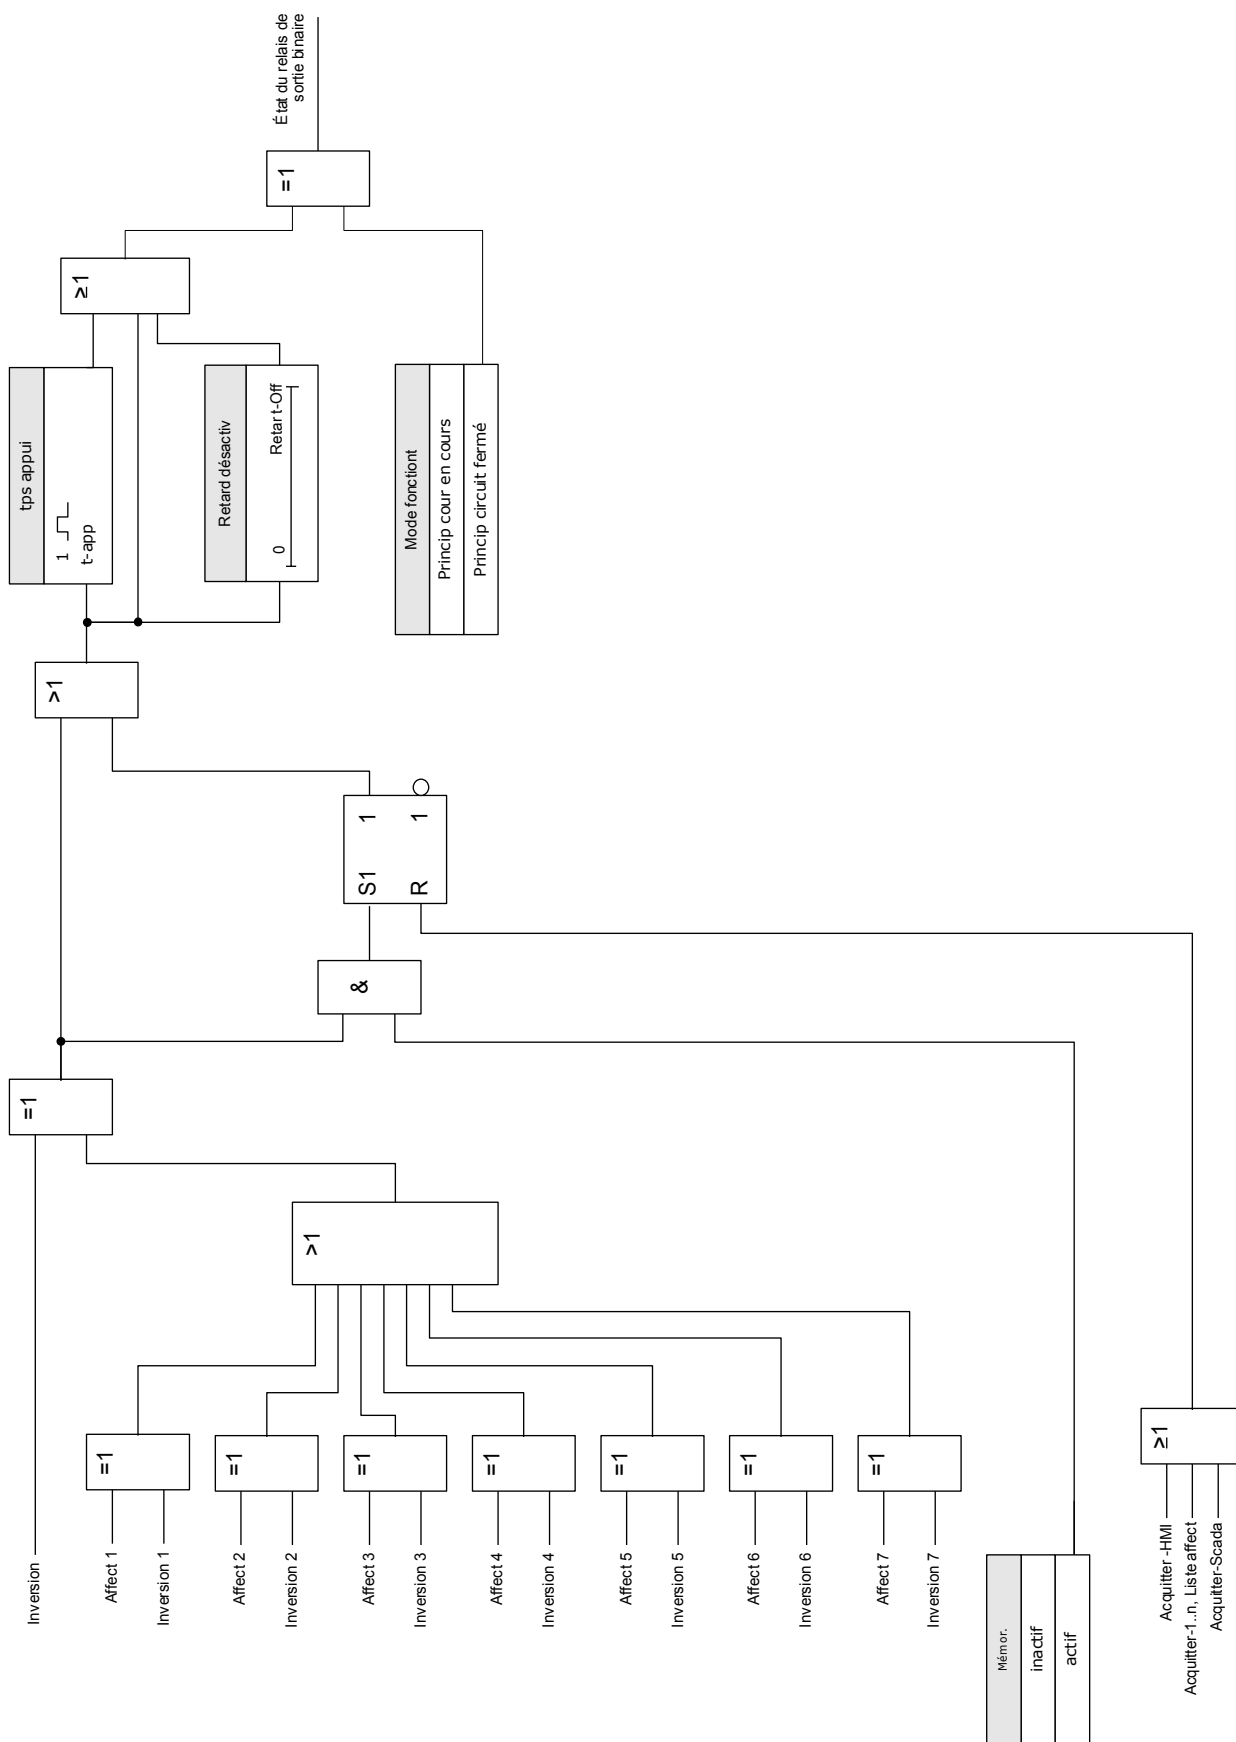 Inversion
Affect 1
Inversion 1
Affect 2
Inversion 2
Affect 3
Inversion 3
Affect 4
Inversion 4
Affect 5
Inversion 5
Affect 6
Inversion 6
Affect 7
Inversion 7
Mémor.
inactif
actif
Acquitter -HMI
Acquitter-1..n, Liste affect
Acquitter-Scada
=1
=1
=1
=1
=1
=1
=1
≥1
>1
=1
&
S1 1
R 1
>1
tps appui
1
t-app
Retard désactiv
0 Retar t-Off
Mode fonctiont
Princip cour en cours
Princip circuit fermé
≥1
=1
État du relais de
sortie binaire